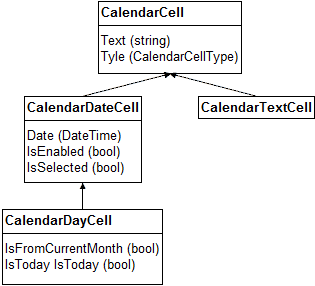 CalendarCell
Text (string)
Tyle (CalendarCellType)
CalendarDateCell
CalendarTextCell
Date (DateTime)
IsEnabled (bool)
IsSelected (bool)
CalendarDayCell
IsFromCurrentMonth (bool)
IsToday IsToday (bool)